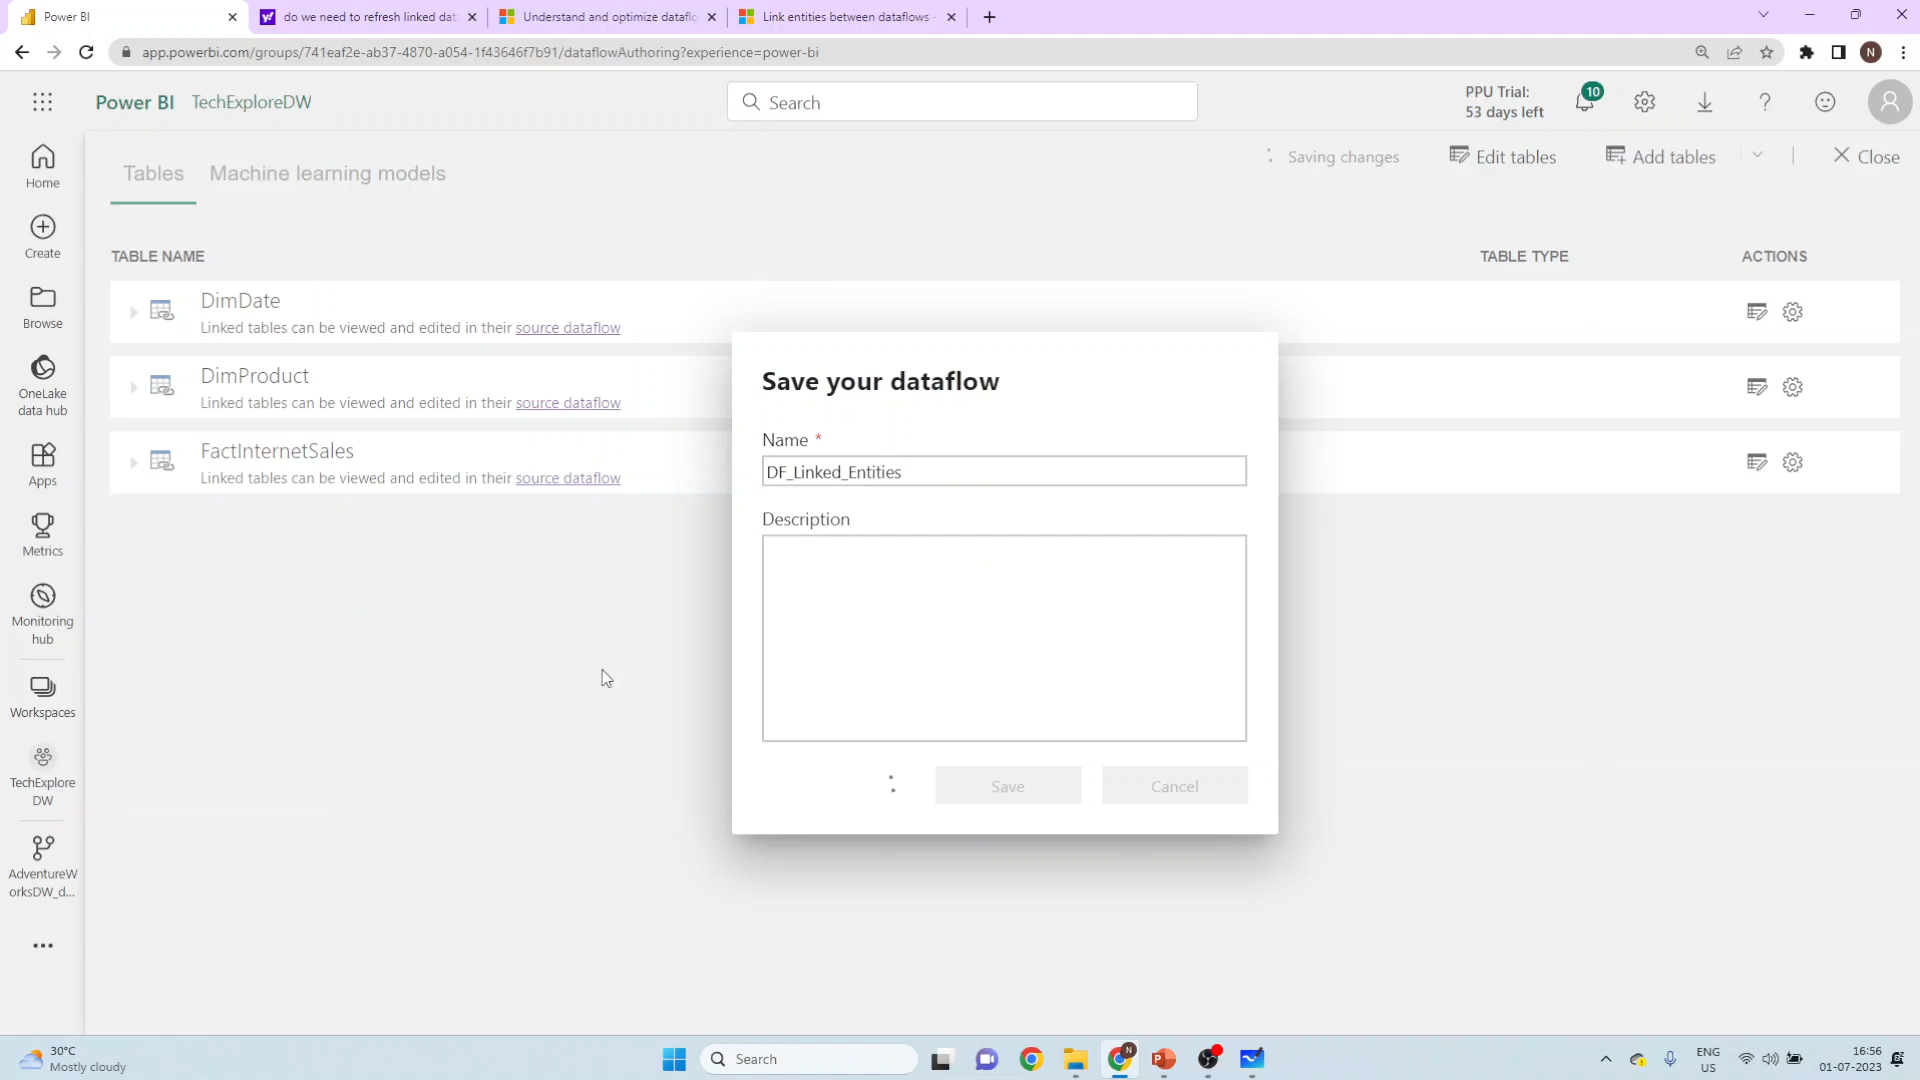 Power BI
do we need to refresh linked dat
Understand and optimize dataflo
Link entities between dataflows -
app.powerbi.com/groups/741eaf2e-ab37-4870-a054-1f43646f7b91/dataflowAuthoring?experience=power-bi
N
Power BI TechExploreDW
Search
PPU Trial:
53 days left
10
Home
Create
Browse
OneLake
data hub
Apps
Metrics
Monitoring
hub
Workspaces
TechExplore
DW
AdventureW
orksDW_d...
Tables
Machine learning models
Saving changes
Edit tables
Add tables
Close
TABLE NAME
TABLE TYPE
ACTIONS
DimDate
Linked tables can be viewed and edited in their source dataflow
DimProduct
Linked tables can be viewed and edited in their source dataflow
FactInternetSales
Linked tables can be viewed and edited in their source dataflow
Save your dataflow
Name *
DF_Linked_Entities
Description
Save
Cancel
30°C
Mostly cloudy
Search
N
ENG
US
16:56
01-07-2023